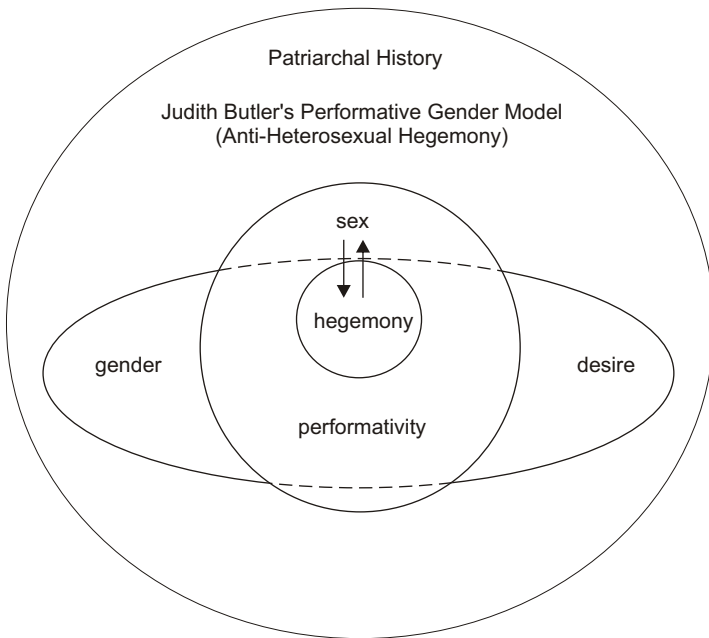 Patriarchal History
Judith Butler's Performative Gender Model
(Anti-Heterosexual Hegemony)
sex
hegemony
gender
desire
performativity